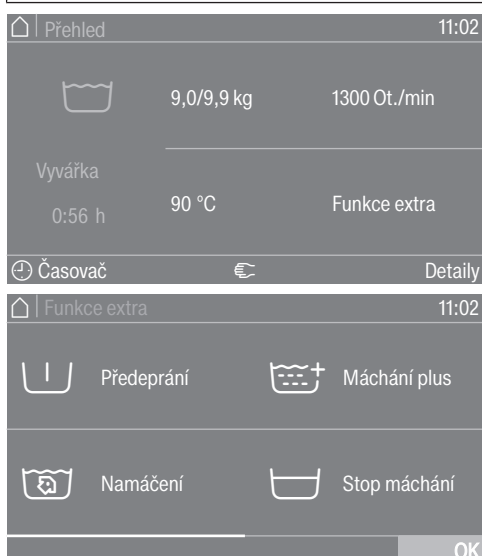 Přehled 11:02
9,0/9,9 kg 1300 Ot./min
Vyvářka
0:56 h
90 °C Funkce extra
Časovač Detaily
Funkce extra 11:02
Předeprání Máchání plus
Namáčení Stop máchání
OK